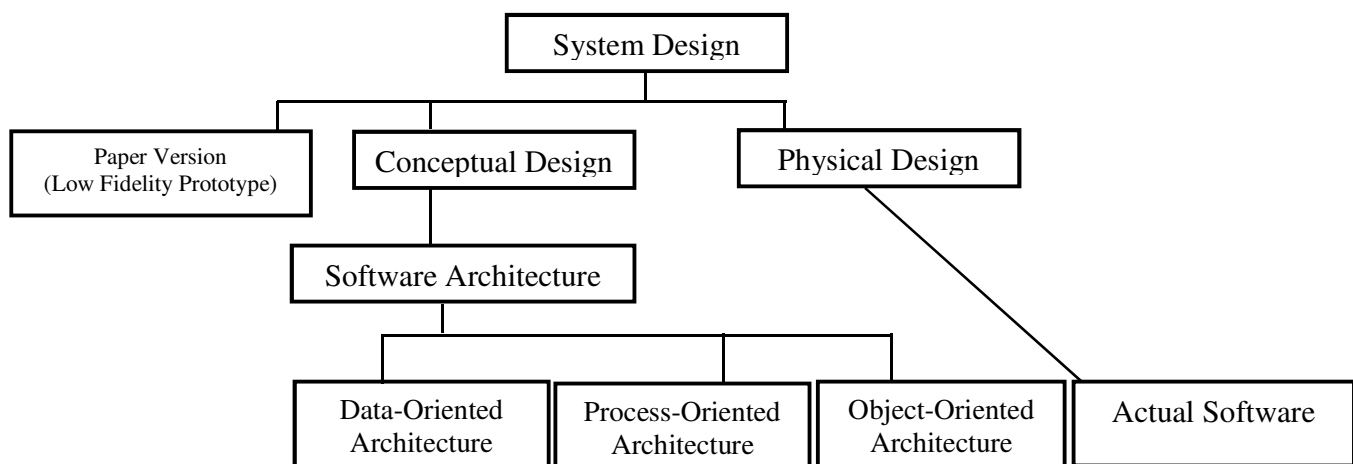 System Design
Paper Version
(Low Fidelity Prototype)
Conceptual Design
Physical Design
Software Architecture
Data-Oriented
Architecture
Process-Oriented
Architecture
Object-Oriented
Architecture
Actual Software